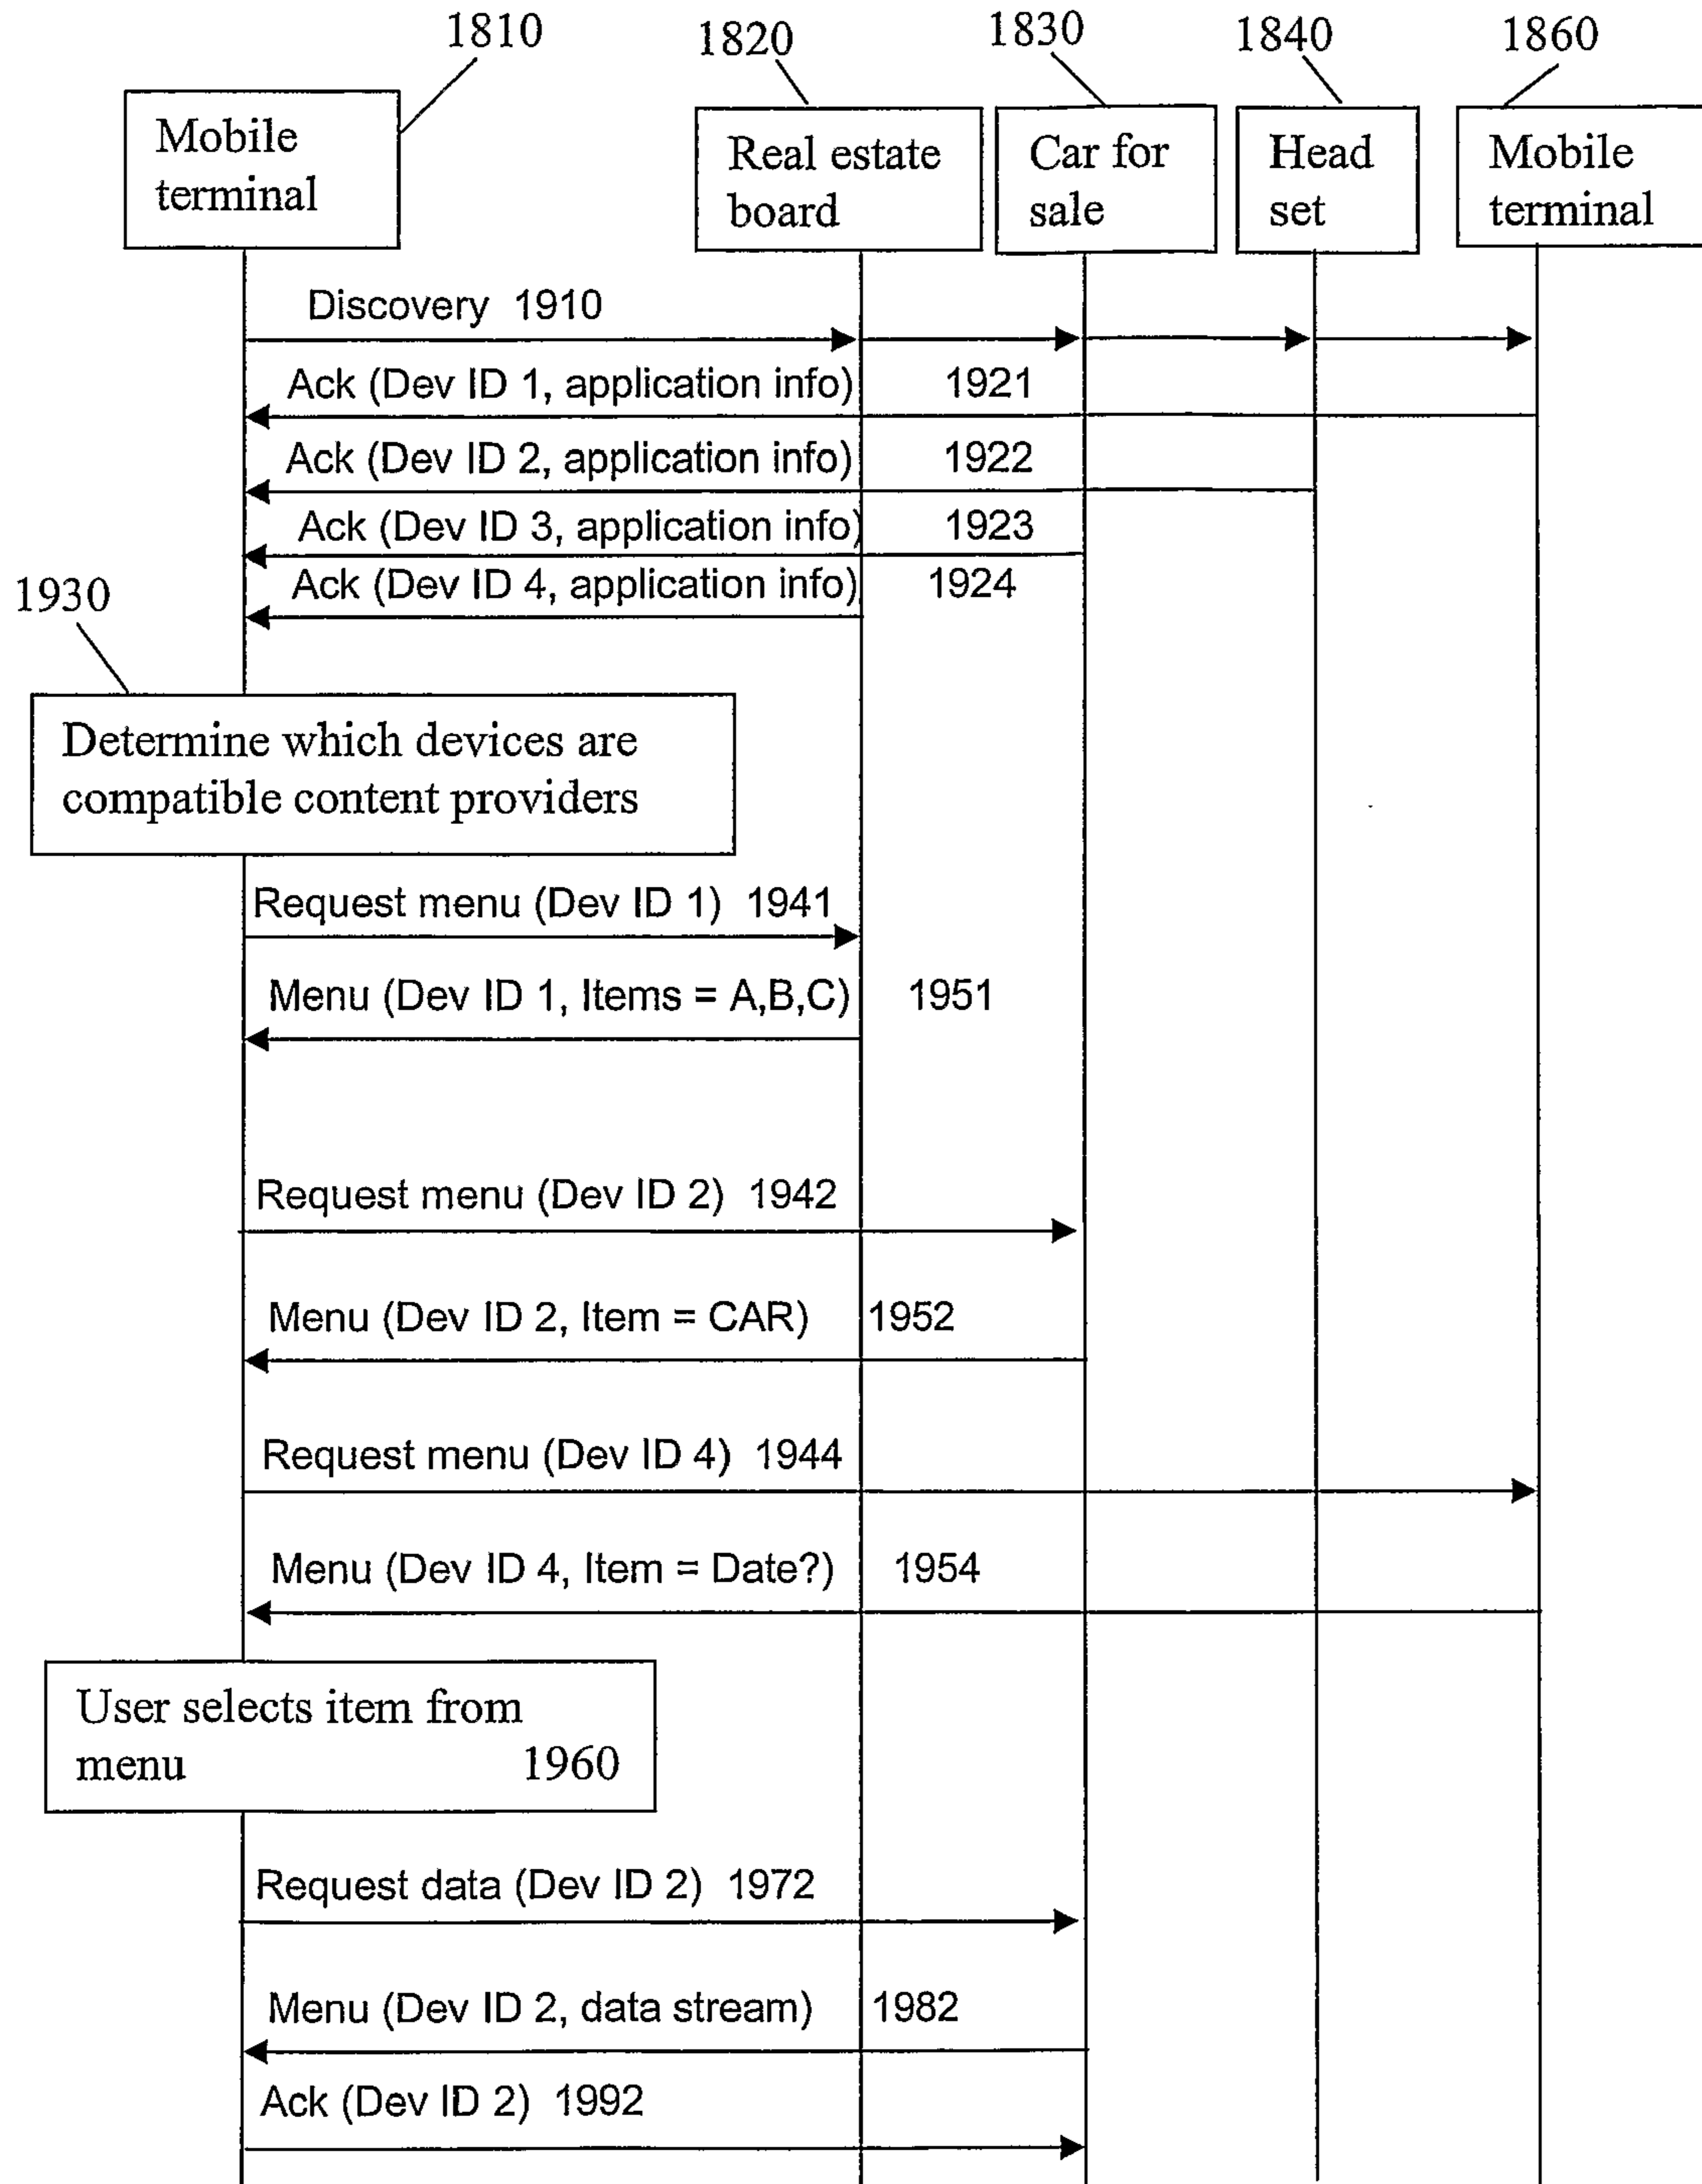 1810
1820
1830
1840
1860
Mobile
terminal
Real estate
board
Car for
sale
Head
set
Mobile
terminal
Discovery 1910
Ack (Dev ID 1, application info) 1921
Ack (Dev ID 2, application info) 1922
Ack (Dev ID 3, application info) 1923
Ack (Dev ID 4, application info) 1924
1930
Determine which devices are
compatible content providers
Request menu (Dev ID 1) 1941
Menu (Dev ID 1, Items = A,B,C) 1951
Request menu (Dev ID 2) 1942
Menu (Dev ID 2, Item = CAR) 1952
Request menu (Dev ID 4) 1944
Menu (Dev ID 4, Item = Date?) 1954
User selects item from
menu 1960
Request data (Dev ID 2) 1972
Menu (Dev ID 2, data stream) 1982
Ack (Dev ID 2) 1992